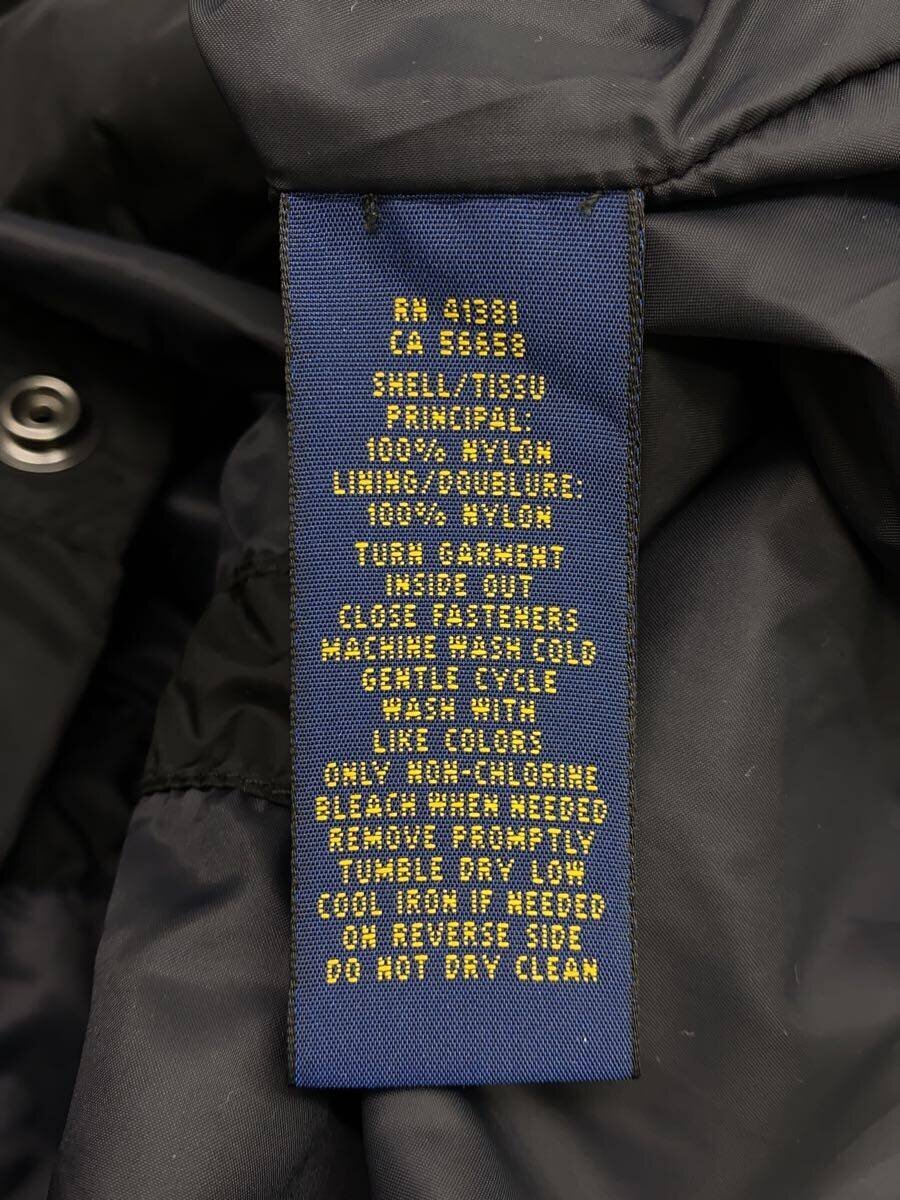 RN 41381
CA 56658
SHELL/TISSU
PRINCIPAL:
100% NYLON
LINING/DOUBLURE:
100% NYLON
TURN GARMENT
INSIDE OUT
CLOSE FASTENERS
MACHINE WASH COLD
GENTLE CYCLE
WASH WITH
LIKE COLORS
ONLY NON-CHLORINE
BLEACH WHEN NEEDED
REMOVE PROMPTLY
TUMBLE DRY LOW
COOL IRON IF NEEDED
ON REVERSE SIDE
DO NOT DRY CLEAN